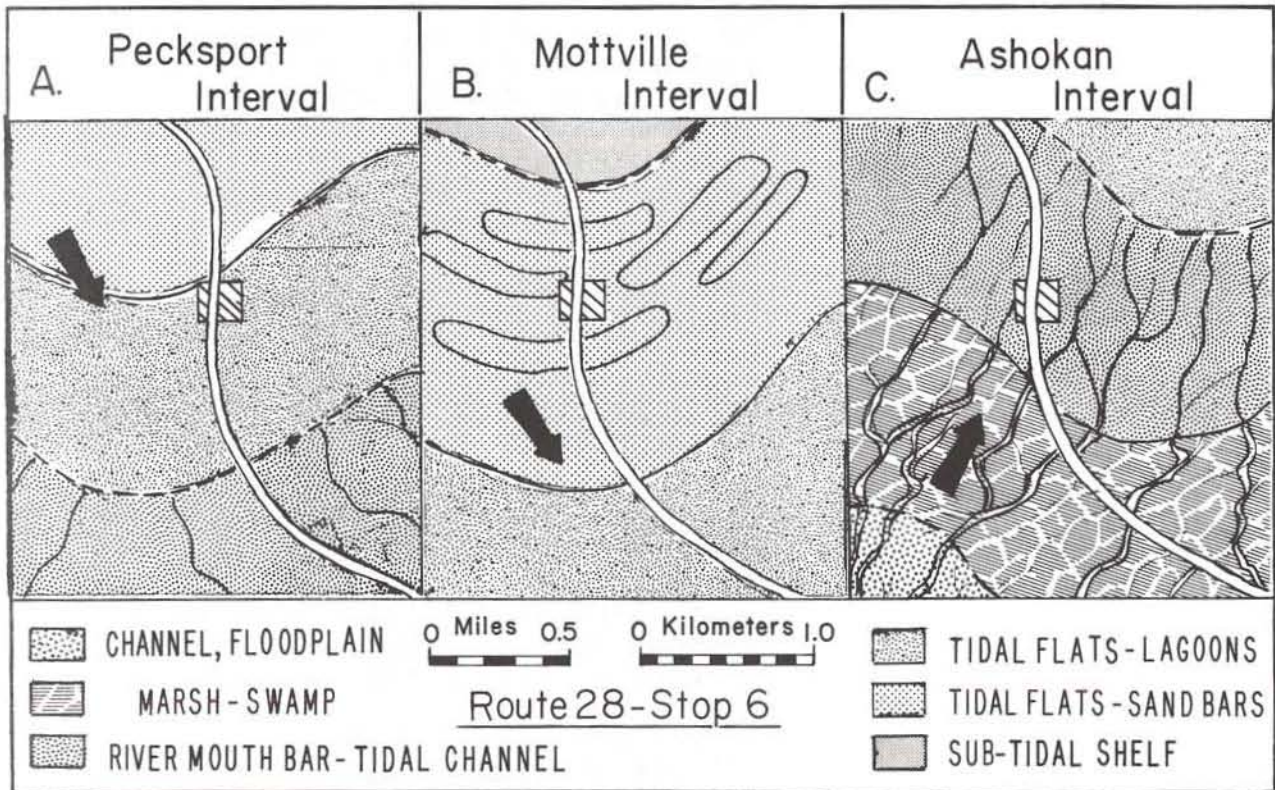 A. Pecksport Interval
B. Mottville Interval
C. Ashokan Interval
CHANNEL, FLOODPLAIN
MARSH-SWAMP
RIVER MOUTH BAR-TIDAL CHANNEL
0 Miles 0.5
0 Kilometers 1.0
Route 28-Stop 6
TIDAL FLATS-LAGOONS
TIDAL FLATS-SAND BARS
SUB-TIDAL SHELF